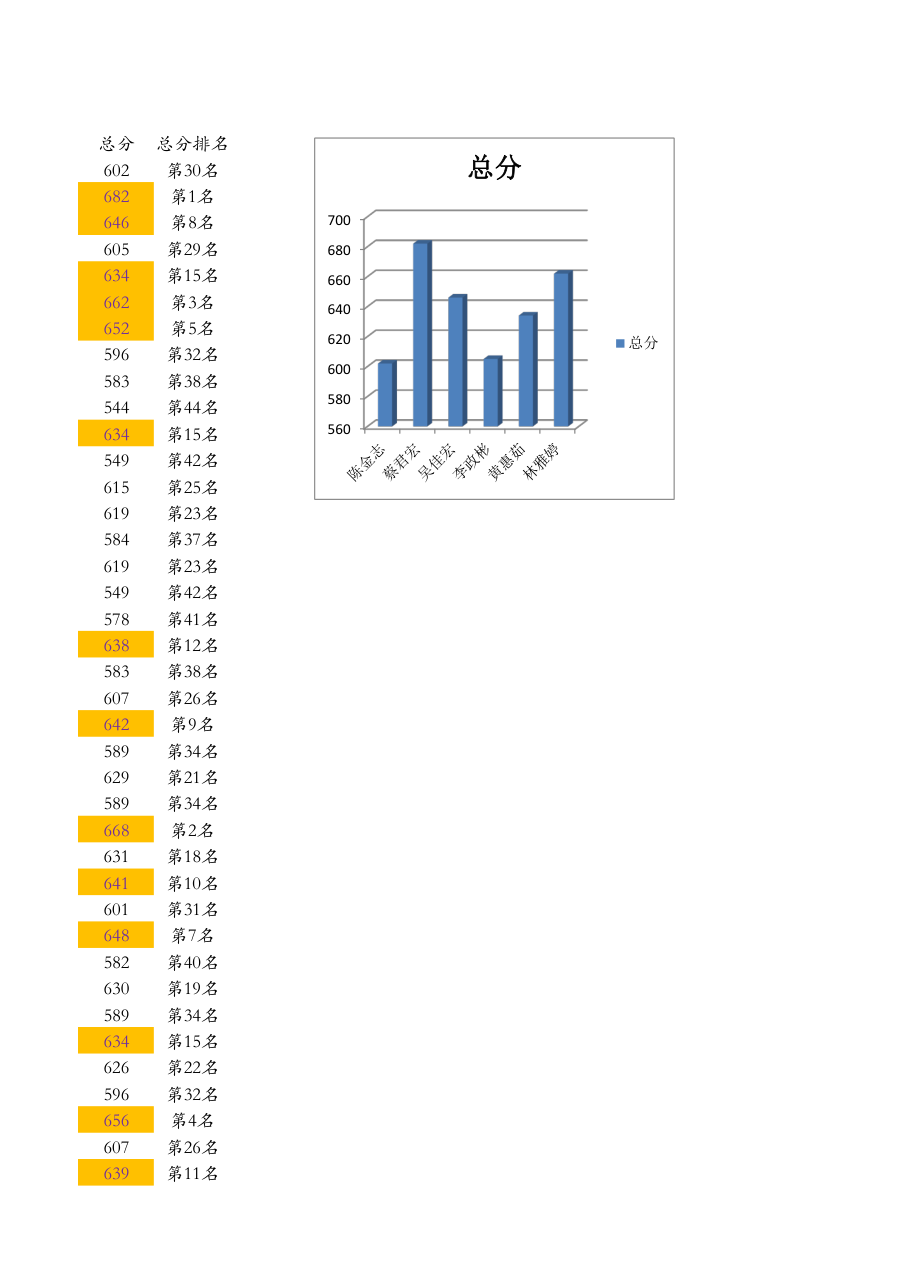 总分 总分排名
602 第30名
682 第1名
646 第8名
605 第29名
634 第15名
662 第3名
652 第5名
596 第32名
583 第38名
544 第44名
634 第15名
549 第42名
615 第25名
619 第23名
584 第37名
619 第23名
549 第42名
578 第41名
638 第12名
583 第38名
607 第26名
642 第9名
589 第34名
629 第21名
589 第34名
668 第2名
631 第18名
641 第10名
601 第31名
648 第7名
582 第40名
630 第19名
589 第34名
634 第15名
626 第22名
596 第32名
656 第4名
607 第26名
639 第11名
总分
700
680
660
640
620
600
580
560
陈金志 蔡君宏 吴佳宏 李政彬 黄惠茹 林雅婷
总分